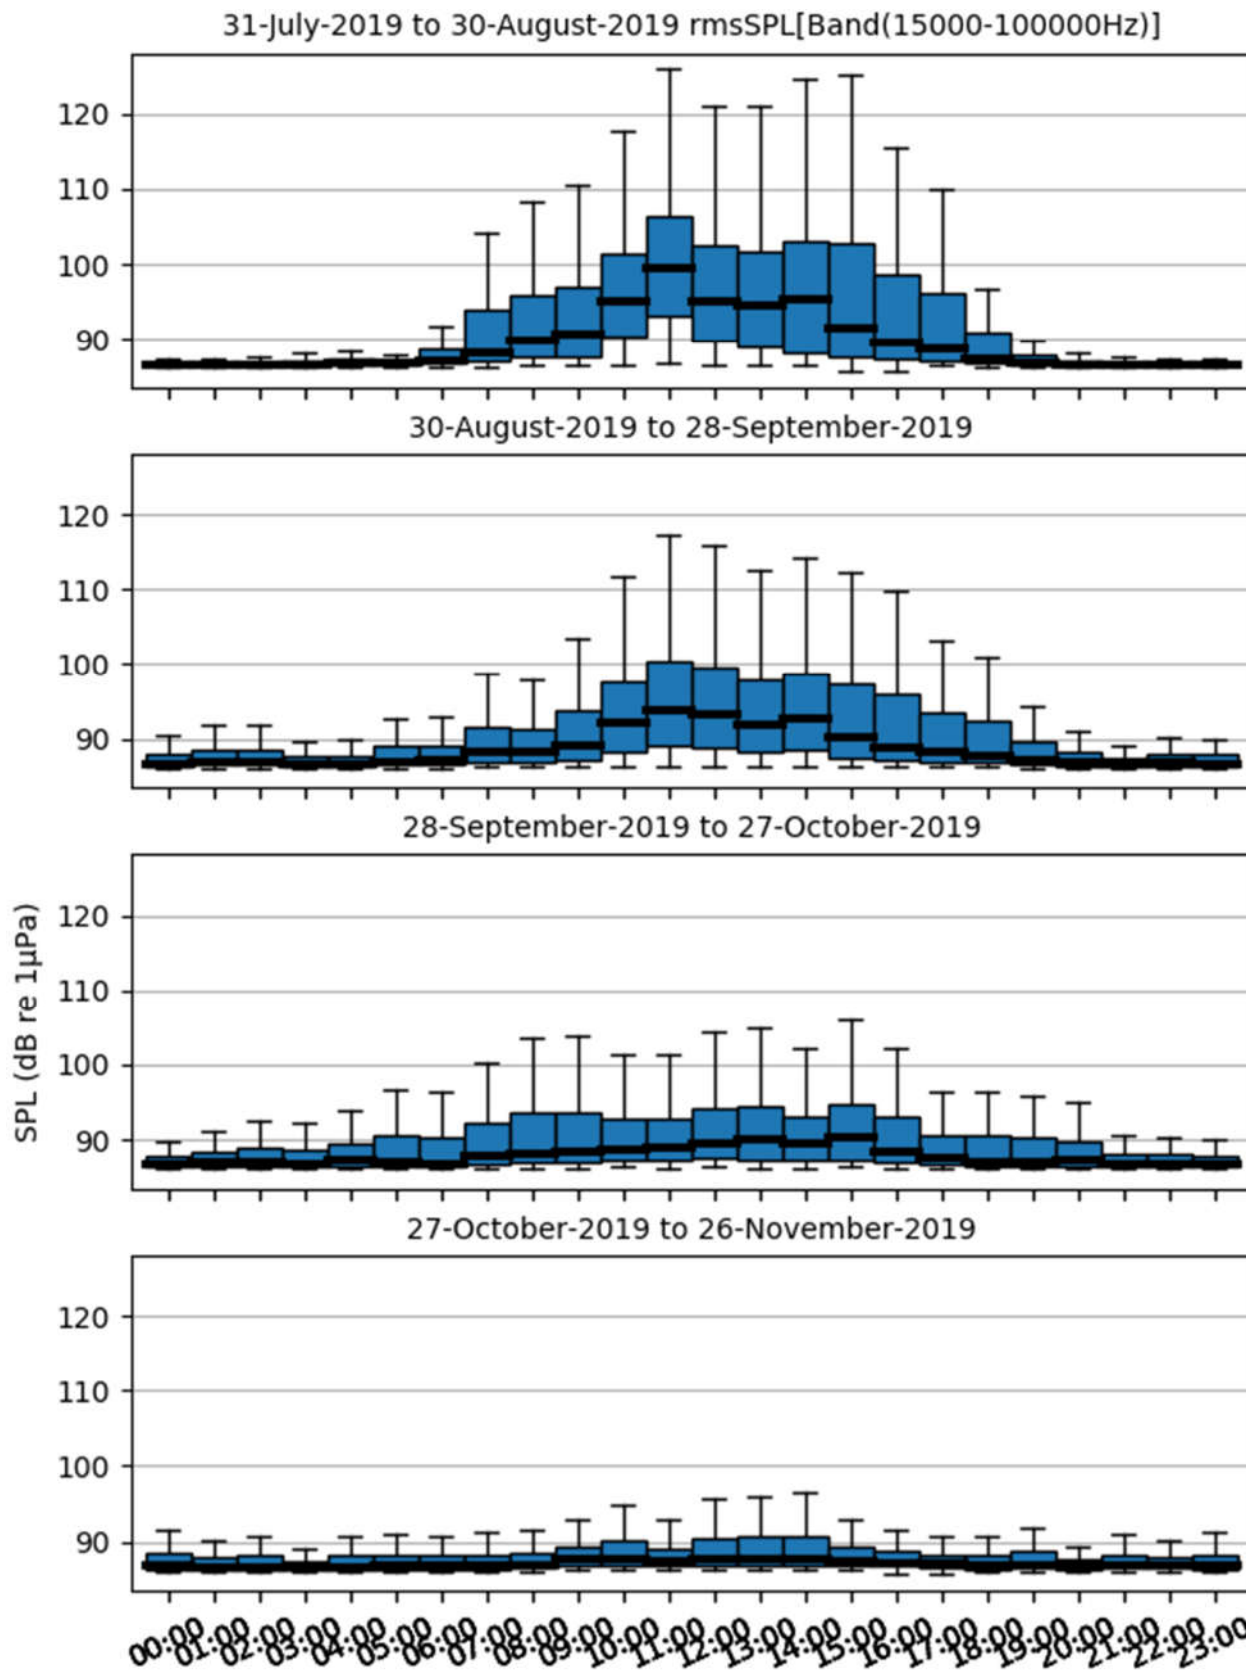 31-July-2019 to 30-August-2019 rmsSPL[Band(15000-100000Hz)]
120
110
100
90
30-August-2019 to 28-September-2019
120
110
100
90
28-September-2019 to 27-October-2019
SPL (dB re 1µPa)
120
110
100
90
27-October-2019 to 26-November-2019
120
110
100
90
00:00 01:00 02:00 03:00 04:00 05:00 06:00 07:00 08:00 09:00 10:00 11:00 12:00 13:00 14:00 15:00 16:00 17:00 18:00 19:00 20:00 21:00 22:00 23:00